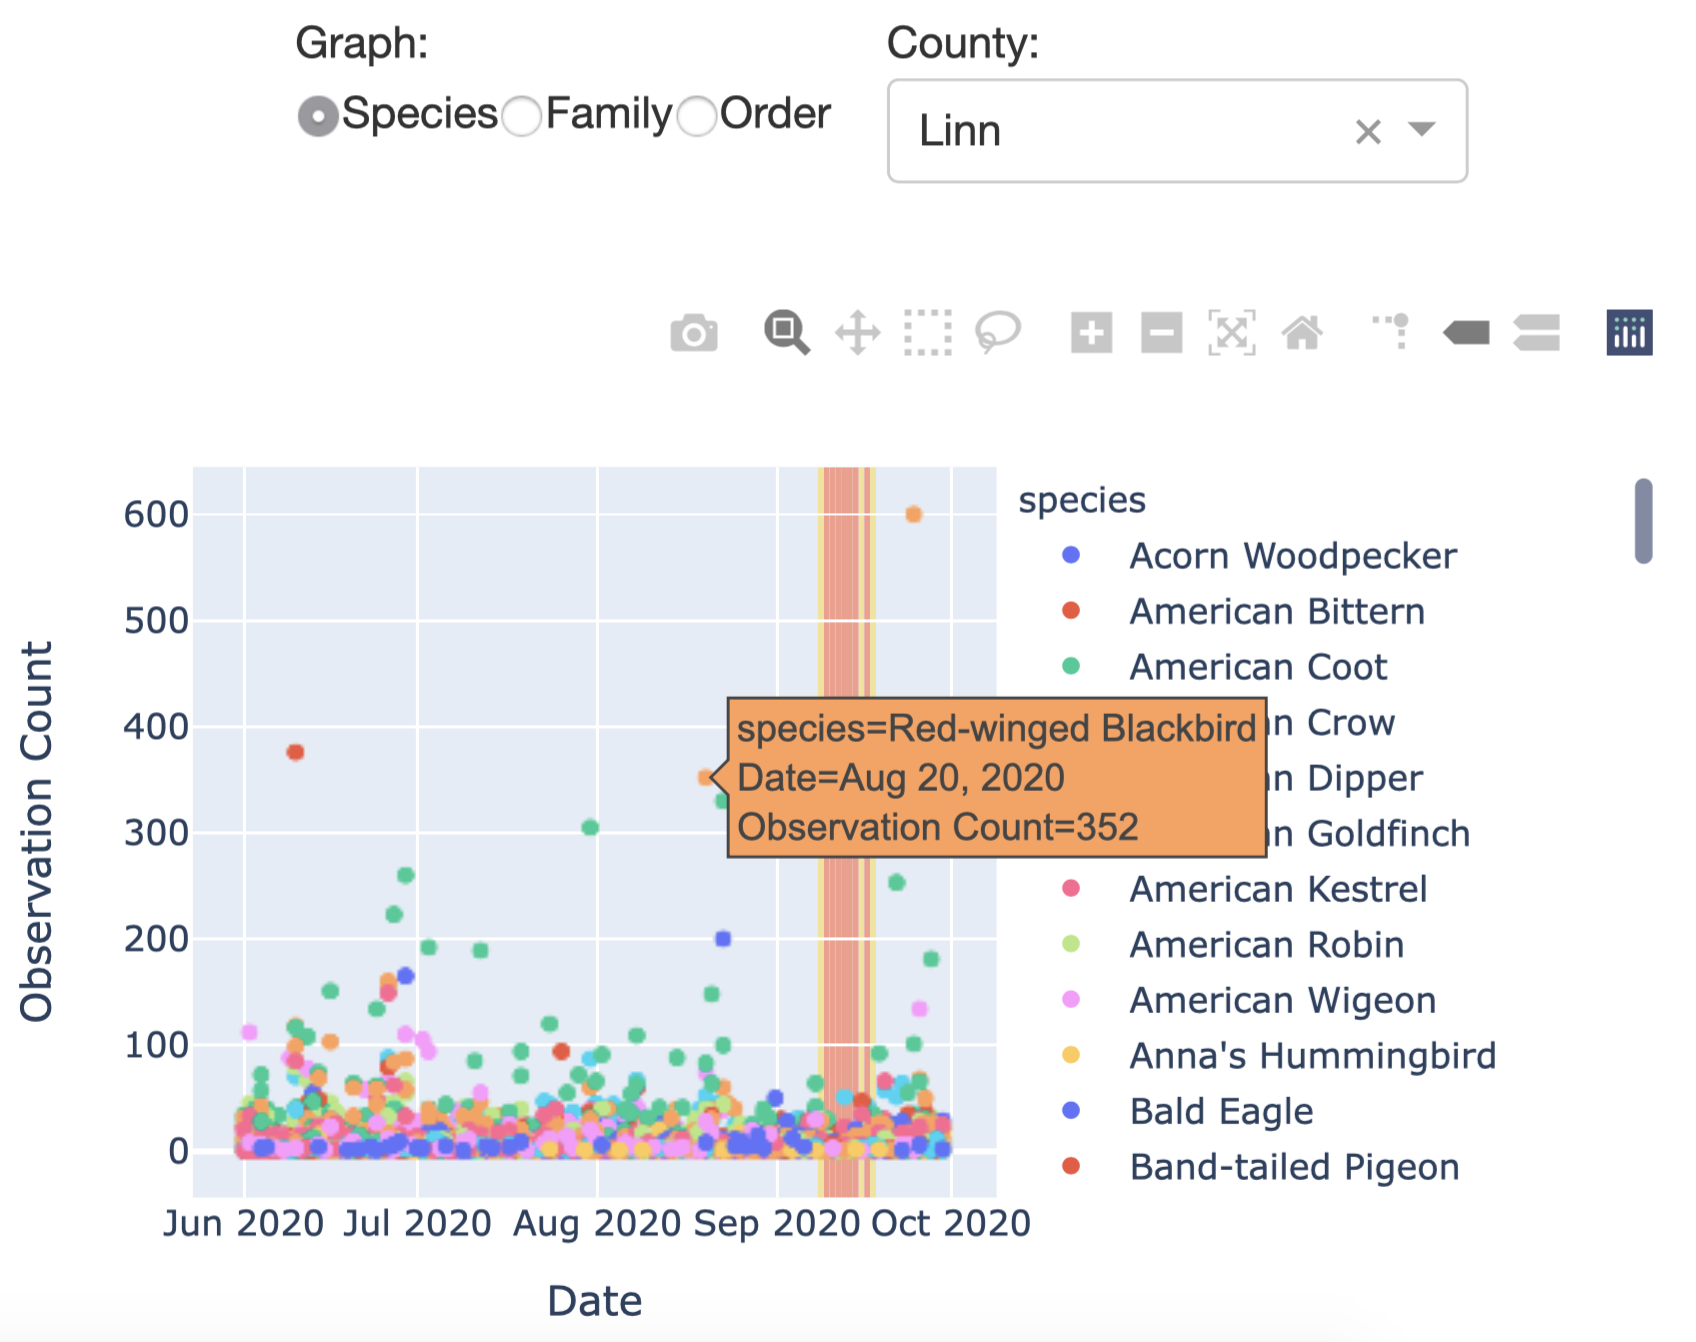 Graph:
County:
Species Family Order
Linn
species
600
500
400
300
200
100
0
Observation Count
Acorn Woodpecker
American Bittern
American Coot
n Crow
n Dipper
n Goldfinch
American Kestrel
American Robin
American Wigeon
Anna's Hummingbird
Bald Eagle
Band-tailed Pigeon
species=Red-winged Blackbird
Date=Aug 20, 2020
Observation Count=352
Jun 2020 Jul 2020 Aug 2020 Sep 2020 Oct 2020
Date